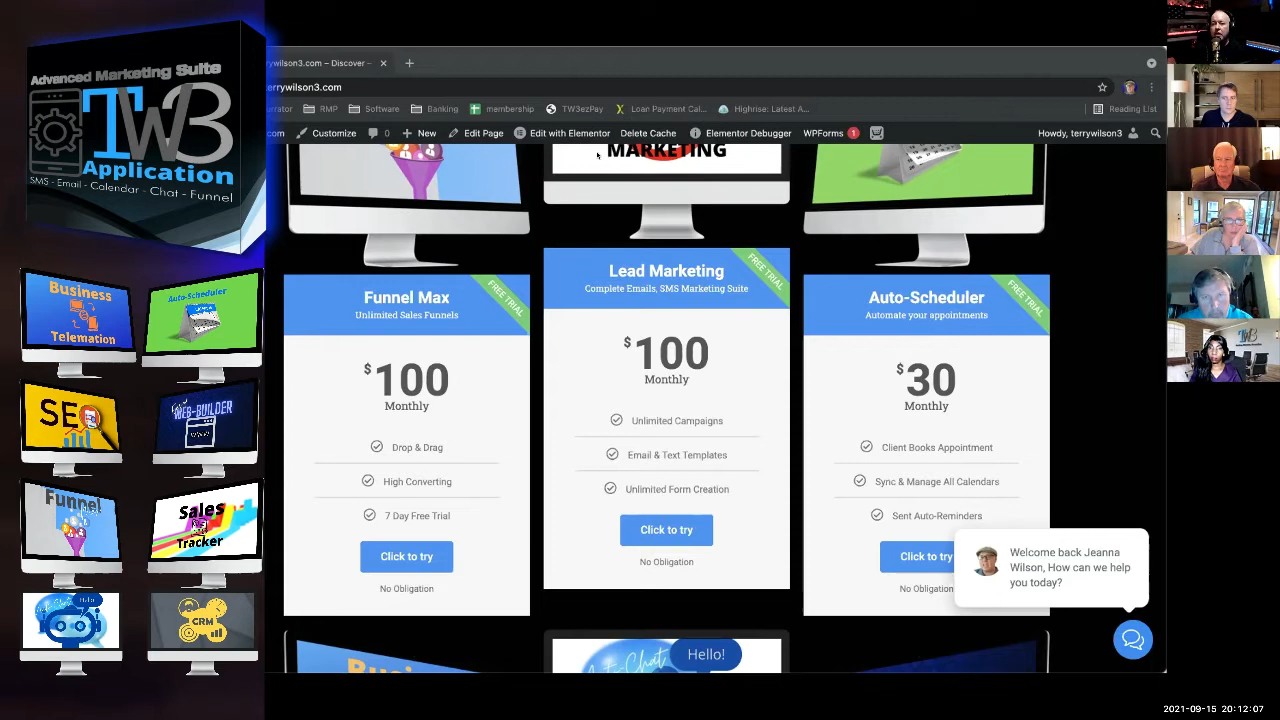 Advanced Marketing Suite
TW3
Application
SMS - Email - Calendar - Chat - Funnel
Business
Telemation
Auto-Scheduler
SEO
WEB-BUILDER
WWW
Funnel
Sales
Tracker
Hello
CRM
errywilson3.com – Discover –
terrywilson3.com
RMP
Software
Banking
membership
TW3ezPay
Loan Payment Cal...
Highrise: Latest A...
Reading List
Customize
0
New
Edit Page
Edit with Elementor
Delete Cache
Elementor Debugger
WPForms 1
Howdy, terrywilson3
MARKETING
Funnel Max
Unlimited Sales Funnels
FREE TRIAL
$100
Monthly
Drop & Drag
High Converting
7 Day Free Trial
Click to try
No Obligation
Lead Marketing
Complete Emails, SMS Marketing Suite
FREE TRIAL
$100
Monthly
Unlimited Campaigns
Email & Text Templates
Unlimited Form Creation
Click to try
No Obligation
Auto-Scheduler
Automate your appointments
FREE TRIAL
$30
Monthly
Client Books Appointment
Sync & Manage All Calendars
Sent Auto-Reminders
Click to try
No Obligation
Welcome back Jeanna
Wilson, How can we help
you today?
Hello!
2021-09-15 20:12:07